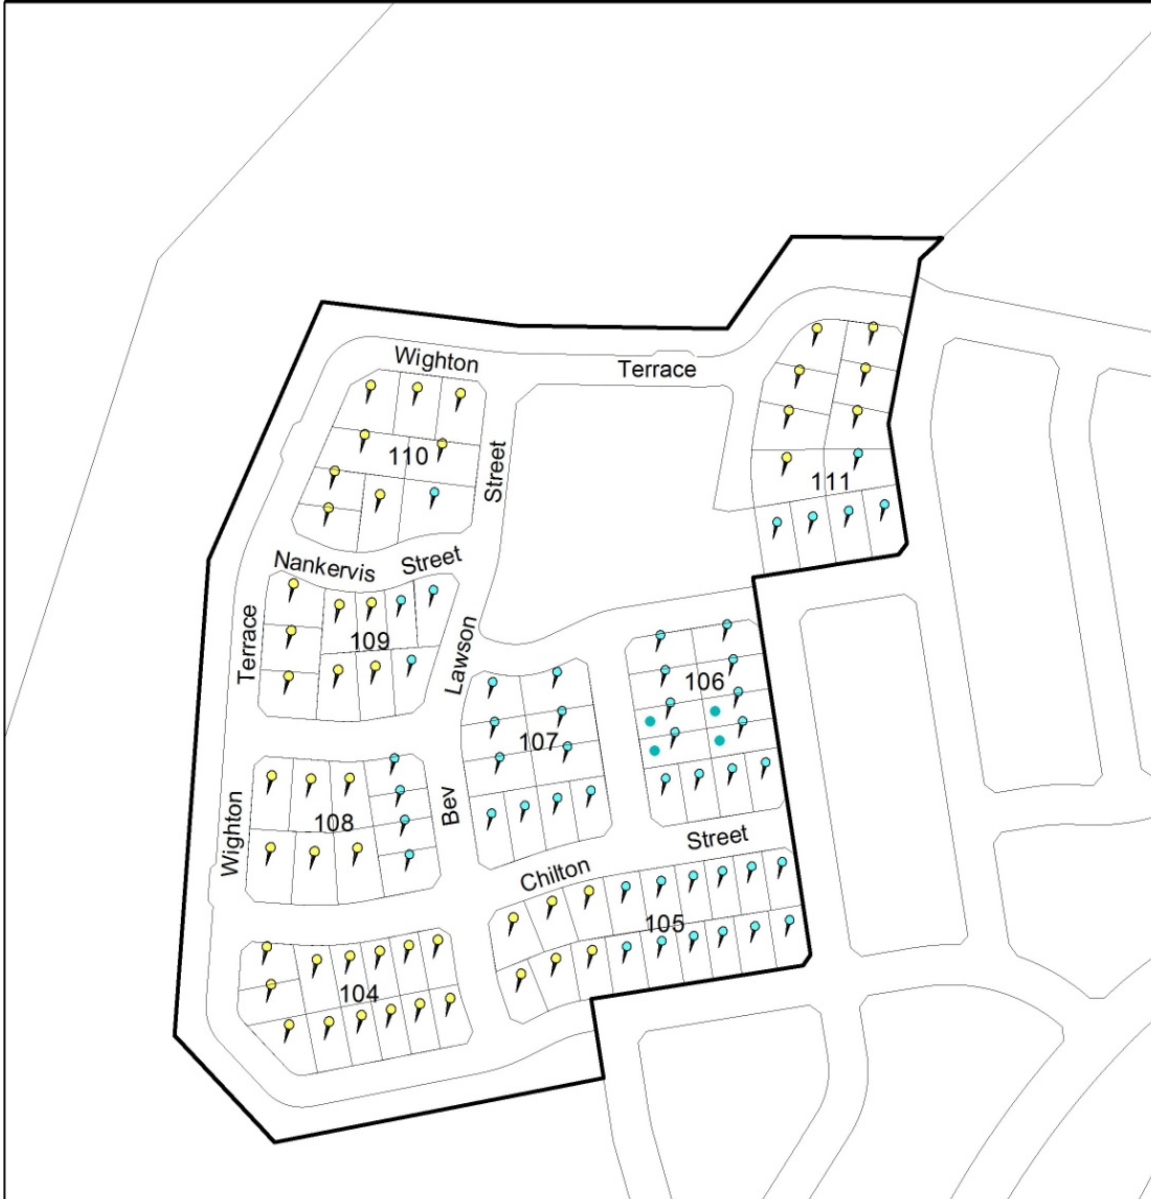 Wighton
Terrace
110
Street
111
Nankervis
Street
Terrace
109
Lawson
106
107
Wighton
108
Bev
Street
Chilton
105
104